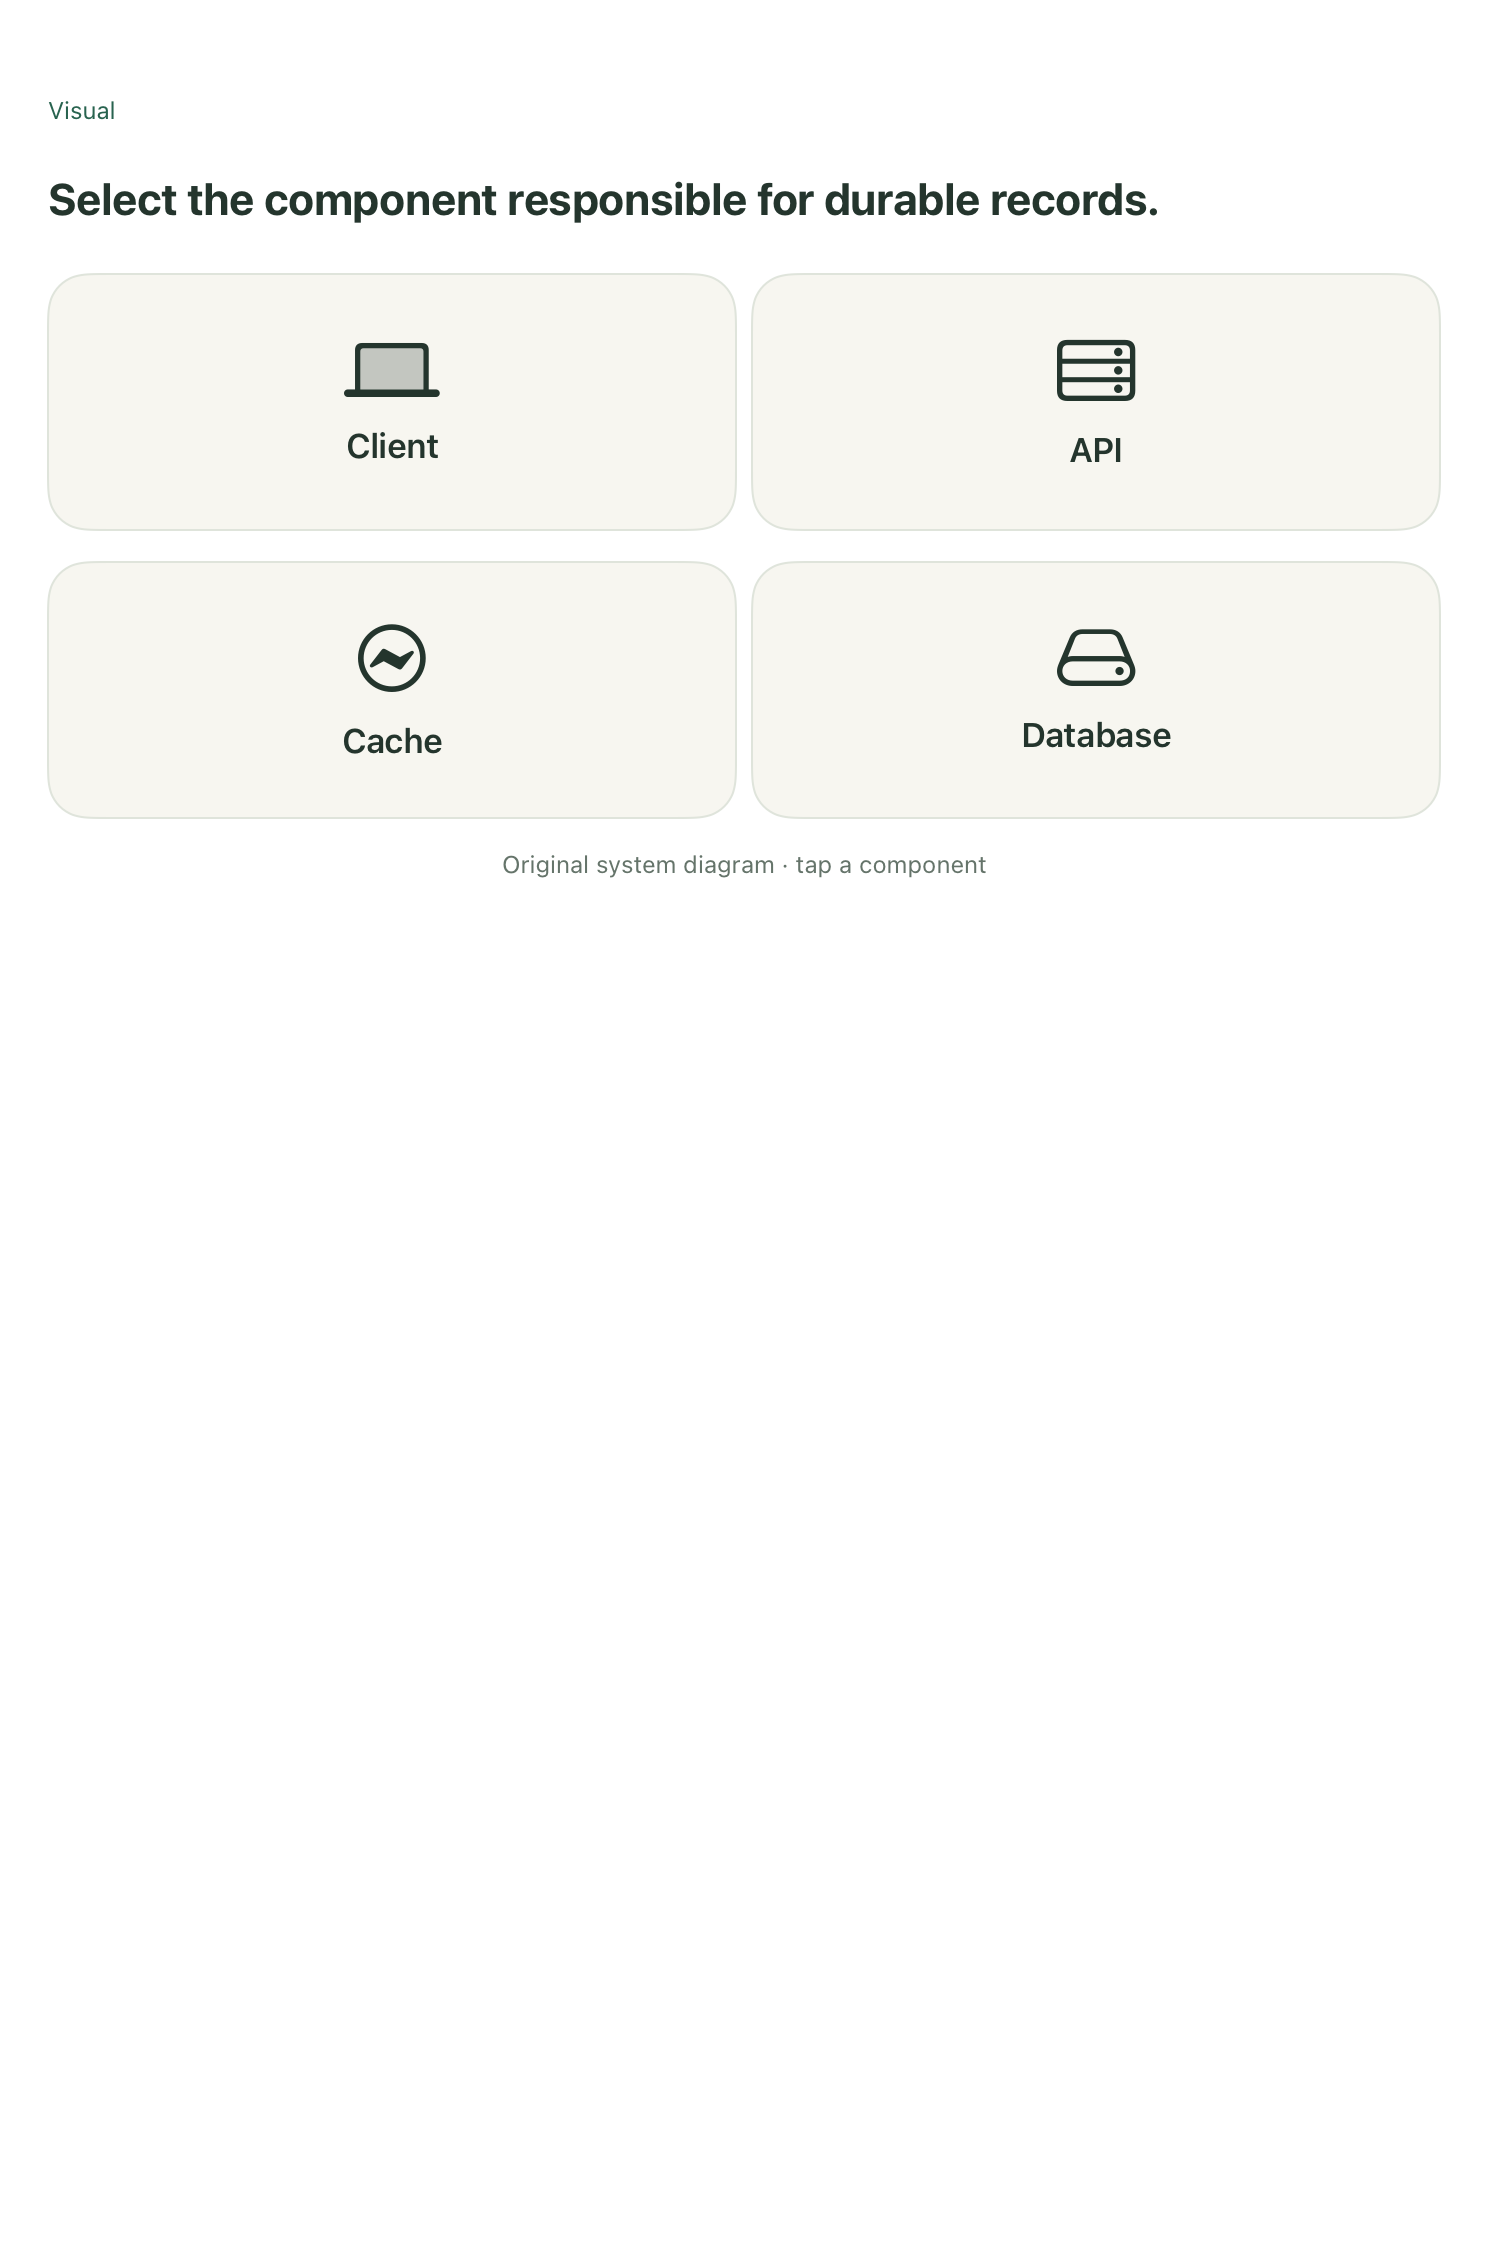 Visual
Select the component responsible for durable records.
Client
API
Cache
Database
Original system diagram · tap a component